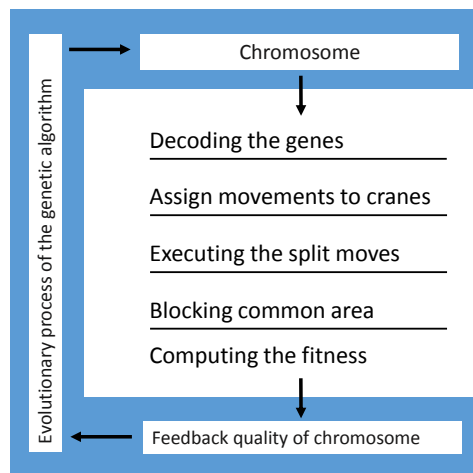 Evolutionary process of the genetic algorithm
Chromosome
Decoding the genes
Assign movements to cranes
Executing the split moves
Blocking common area
Computing the fitness
Feedback quality of chromosome